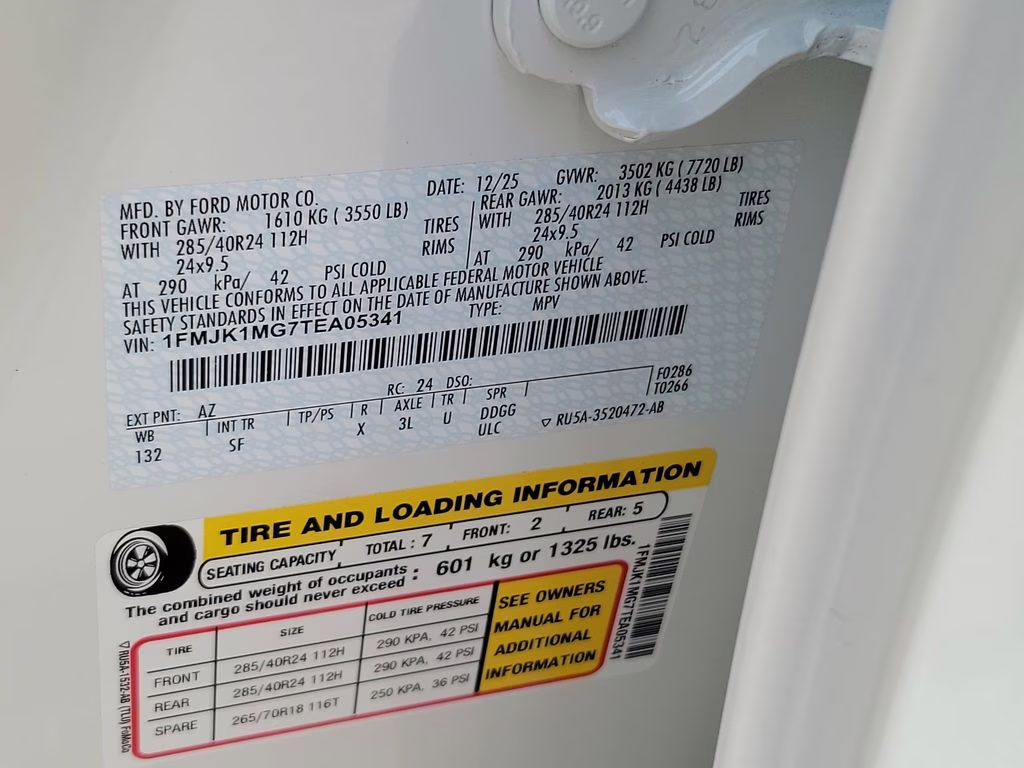 MFD. BY FORD MOTOR CO.
DATE: 12/25 GVWR: 3502 KG ( 7720 LB)
FRONT GAWR: 1610 KG ( 3550 LB)
WITH 285/40R24 112H TIRES
24x9.5 RIMS
AT 290 kPa/ 42 PSI COLD
REAR GAWR: 2013 KG ( 4438 LB)
WITH 285/40R24 112H TIRES
24x9.5 RIMS
AT 290 kPa/ 42 PSI COLD
THIS VEHICLE CONFORMS TO ALL APPLICABLE FEDERAL MOTOR VEHICLE
SAFETY STANDARDS IN EFFECT ON THE DATE OF MANUFACTURE SHOWN ABOVE.
VIN: 1FMJK1MG7TEA05341 TYPE: MPV
EXT PNT: AZ RC: 24 DSO: F0286
WB INT TR TP/PS R AXLE TR SPR T0266
132 SF X 3L U DDGG
ULC ▽ RU5A-3520472-AB
TIRE AND LOADING INFORMATION
SEATING CAPACITY TOTAL : 7 FRONT: 2 REAR: 5
The combined weight of occupants
and cargo should never exceed : 601 kg or 1325 lbs.
TIRE SIZE COLD TIRE PRESSURE
FRONT 285/40R24 112H 290 KPA, 42 PSI
REAR 285/40R24 112H 290 KPA, 42 PSI
SPARE 265/70R18 116T 250 KPA, 36 PSI
SEE OWNERS
MANUAL FOR
ADDITIONAL
INFORMATION
1FMJK1MG7TEA05341
▽ RU5A-1532-AB (TLU) FoMoCo